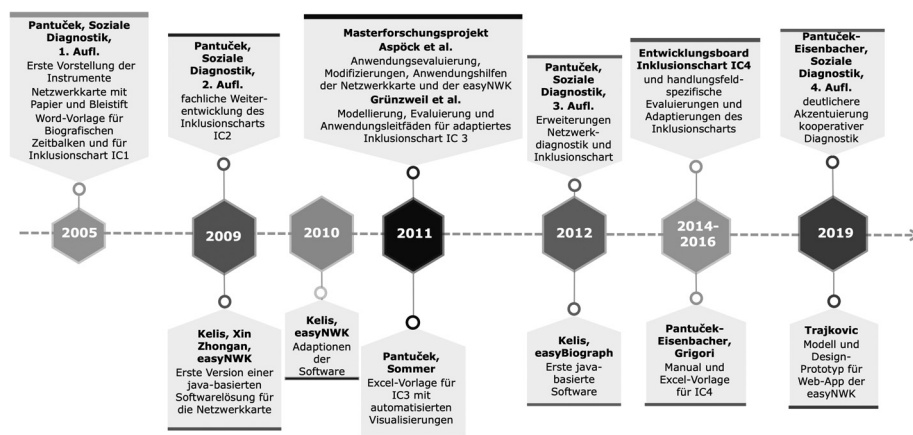 Pantuček, Soziale
Diagnostik,
1. Aufl.
Erste Vorstellung der
Instrumente
Netzwerkkarte mit
Papier und Bleistift
Word-Vorlage für
Biografischen
Zeitbalken und für
Inklusionschart IC1
Pantuček,
Soziale
Diagnostik,
2. Aufl.
fachliche Weiter-
entwicklung des
Inklusionscharts
IC2
Masterforschungsprojekt
Aspöck et al.
Anwendungsevaluierung,
Modifizierungen, Anwendungshilfen
der Netzwerkkarte und der easyNWK
Grünzweil et al.
Modellierung, Evaluierung und
Anwendungsleitfäden für adaptiertes
Inklusionschart IC 3
Pantuček,
Soziale
Diagnostik,
3. Aufl.
Erweiterungen
Netzwerk-
diagnostik und
Inklusionschart
Entwicklungsboard
Inklusionschart IC4
und handlungsfeld-
spezifische
Evaluierungen und
Adaptierungen des
Inklusionscharts
Pantuček-
Eisenbacher,
Soziale
Diagnostik,
4. Aufl.
deutlichere
Akzentuierung
kooperativer
Diagnostik
2005
2009
2010
2011
2012
2014-
2016
2019
Kelis, Xin
Zhongan,
easyNWK
Erste Version einer
java-basierten
Softwarelösung für
die Netzwerkkarte
Kelis, easyNWK
Adaptionen
der
Software
Pantuček,
Sommer
Excel-Vorlage für
IC3 mit
automatisierten
Visualisierungen
Kelis,
easyBiograph
Erste java-
basierte
Software
Pantuček-
Eisenbacher,
Grigori
Manual und
Excel-Vorlage
für IC4
Trajkovic
Modell und
Design-
Prototyp für
Web-App der
easyNWK